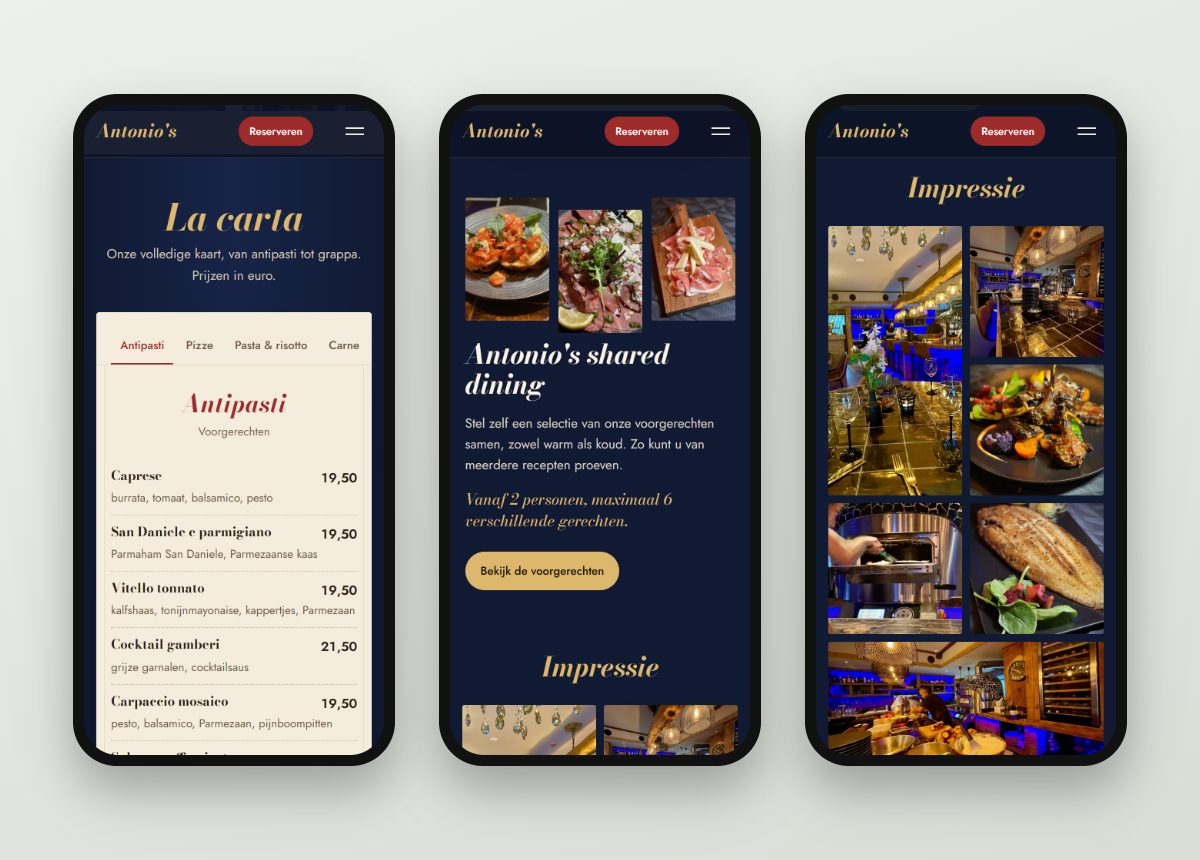 Antonio's
Reserveren
La carta
Onze volledige kaart, van antipasti tot grappa.
Prijzen in euro.
Antipasti
Pizze
Pasta & risotto
Carne
Antipasti
Voorgerechten
Caprese
19,50
burrata, tomaat, balsamico, pesto
San Daniele e parmigiano
19,50
Parmaham San Daniele, Parmezaanse kaas
Vitello tonnato
19,50
kalfshaas, tonijnmayonaise, kappertjes, Parmezaan
Cocktail gamberi
21,50
grijze garnalen, cocktailsaus
Carpaccio mosaico
19,50
pesto, balsamico, Parmezaan, pijnboompitten
Antonio's
Reserveren
Antonio's shared
dining
Stel zelf een selectie van onze voorgerechten
samen, zowel warm als koud. Zo kunt u van
meerdere recepten proeven.
Vanaf 2 personen, maximaal 6
verschillende gerechten.
Bekijk de voorgerechten
Impressie
Antonio's
Reserveren
Impressie